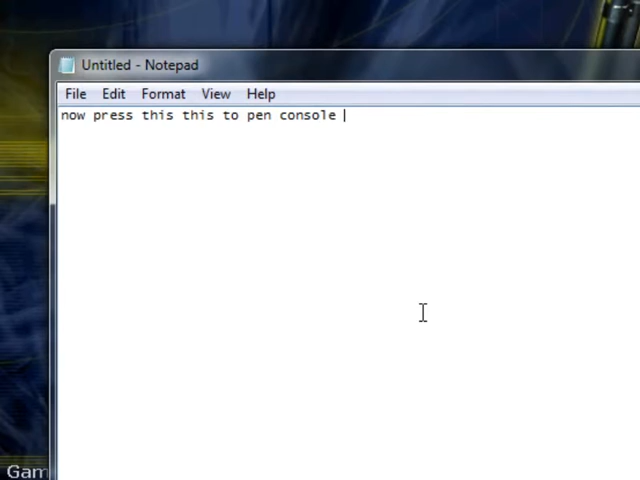 Untitled - Notepad
File Edit Format View Help
now press this this to pen console
Gam